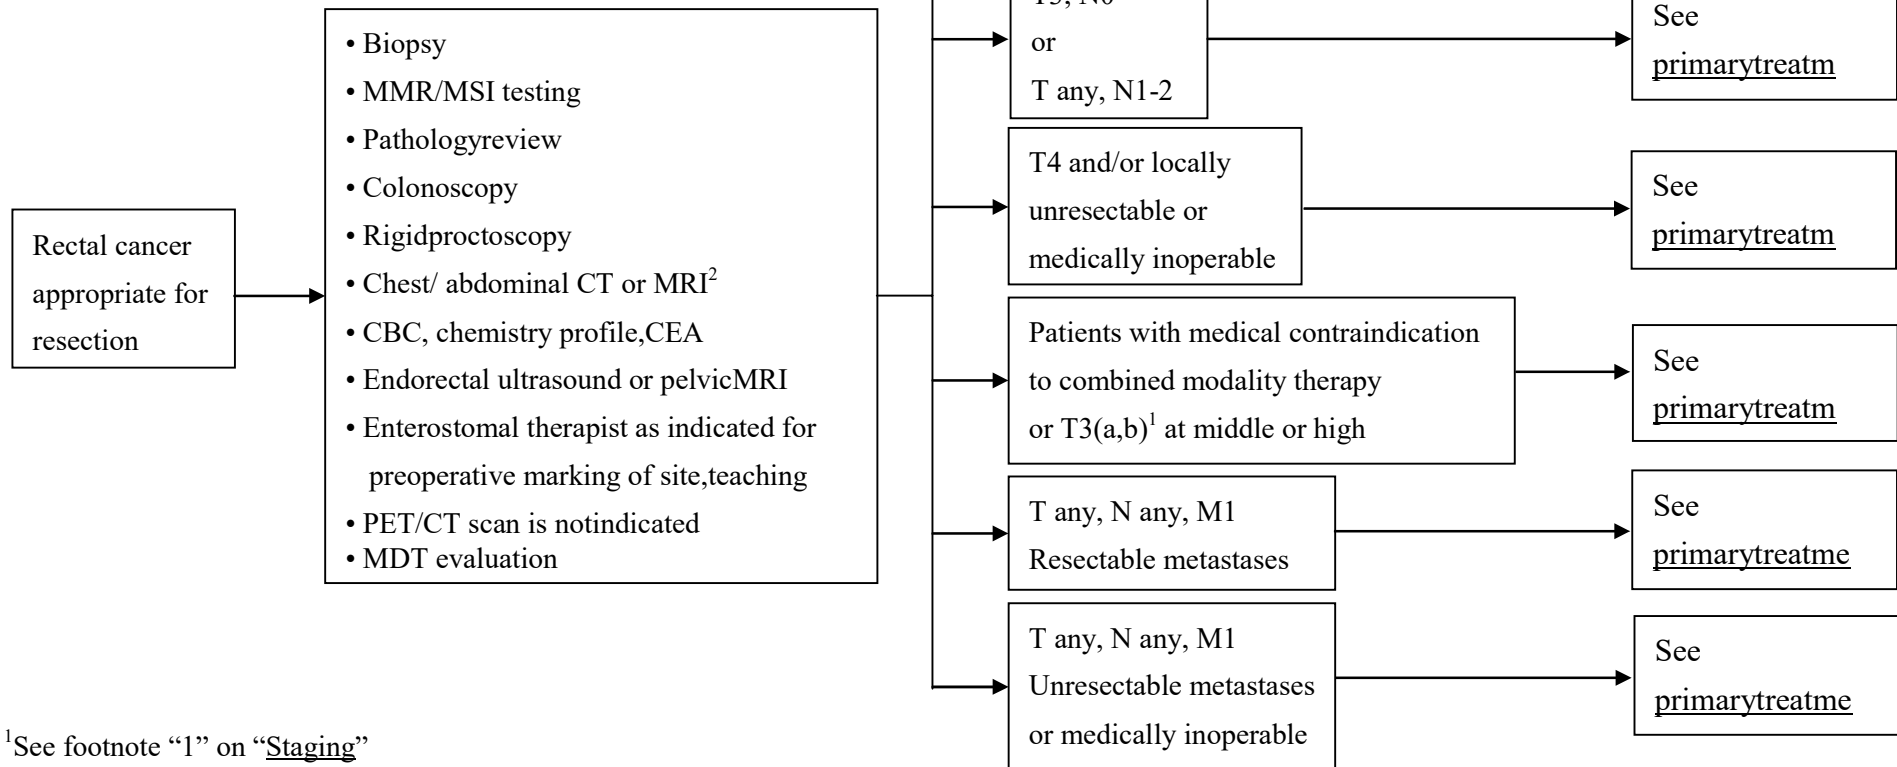 Rectal cancer
appropriate for
resection
• Biopsy
• MMR/MSI testing
• Pathologyreview
• Colonoscopy
• Rigidproctoscopy
• Chest/ abdominal CT or MRI²
• CBC, chemistry profile,CEA
• Endorectal ultrasound or pelvicMRI
• Enterostomal therapist as indicated for
preoperative marking of site,teaching
• PET/CT scan is notindicated
• MDT evaluation
T3, N0
or
T any, N1-2
See
primarytreatm
T4 and/or locally
unresectable or
medically inoperable
See
primarytreatm
Patients with medical contraindication
to combined modality therapy
or T3(a,b)¹ at middle or high
See
primarytreatm
T any, N any, M1
Resectable metastases
See
primarytreatme
T any, N any, M1
Unresectable metastases
or medically inoperable
See
primarytreatme
¹See footnote “1” on “Staging”